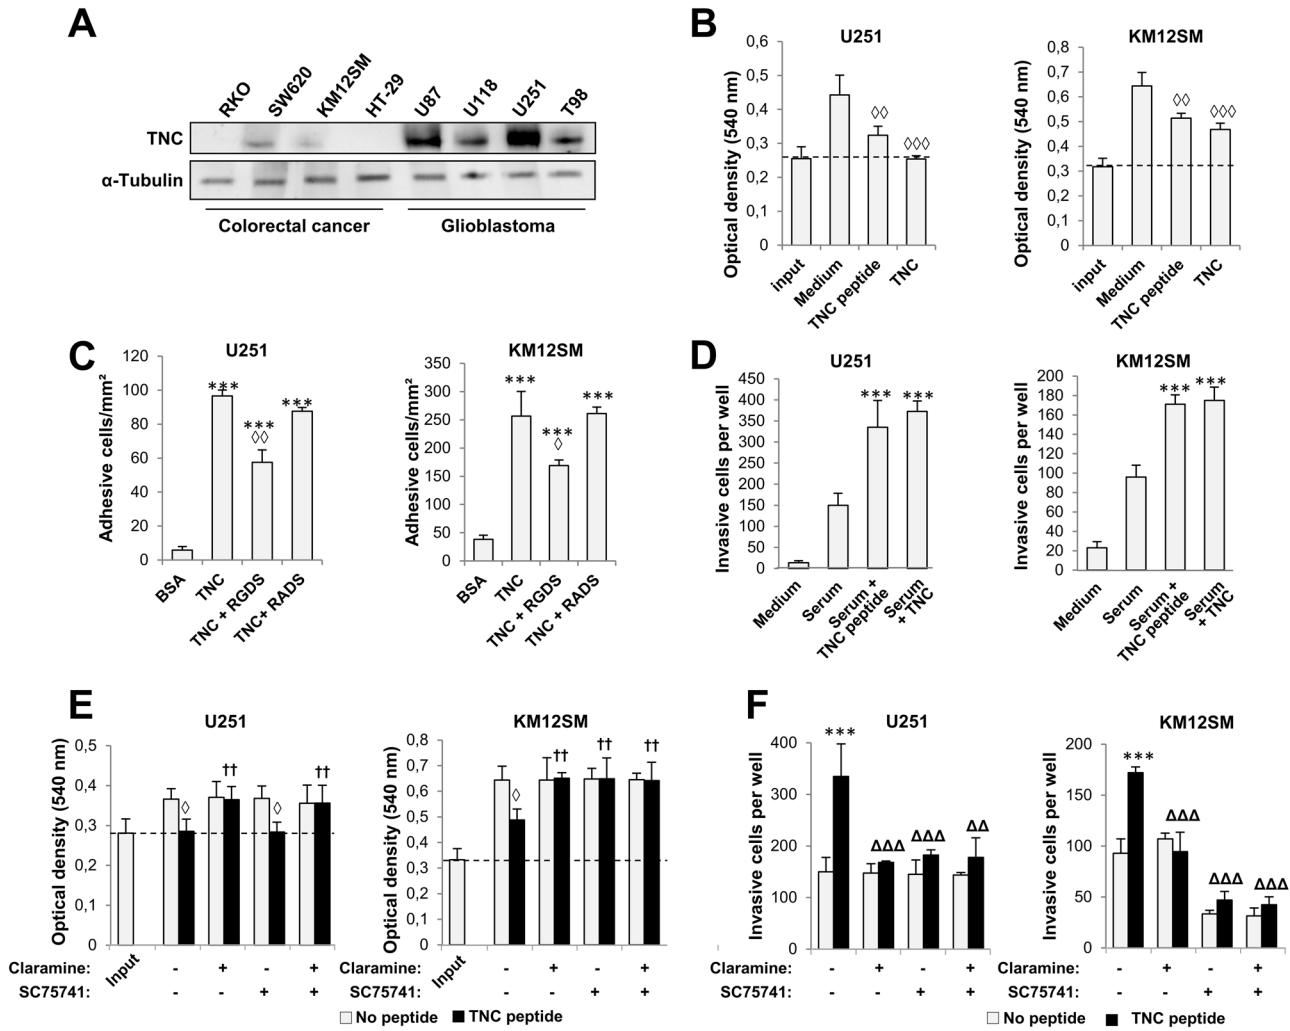 A
RKO
SW620
KM12SM
HT-29
U87
U118
U251
T98
TNC
α-Tubulin
Colorectal cancer
Glioblastoma
B
U251
Optical density (540 nm)
0,6
0,5
0,4
0,3
0,2
0,1
0
◊◊
◊◊◊
input
Medium
TNC peptide
TNC
KM12SM
Optical density (540 nm)
0,8
0,7
0,6
0,5
0,4
0,3
0,2
0,1
0
◊◊
◊◊◊
input
Medium
TNC peptide
TNC
C
U251
Adhesive cells/mm²
120
100
80
60
40
20
0
***
***
◊◊
***
BSA
TNC
TNC + RGDS
TNC+ RADS
KM12SM
Adhesive cells/mm²
350
300
250
200
150
100
50
0
***
***
◊
***
BSA
TNC
TNC + RGDS
TNC + RADS
D
U251
Invasive cells per well
450
400
350
300
250
200
150
100
50
0
***
***
Medium
Serum
Serum +
TNC peptide
Serum
+ TNC
KM12SM
Invasive cells per well
200
180
160
140
120
100
80
60
40
20
0
***
***
Medium
Serum
Serum +
TNC peptide
Serum
+ TNC
E
U251
Optical density (540 nm)
0,5
0,4
0,3
0,2
0,1
0
◊
††
◊
††
Input
Claramine: - + - +
SC75741: - - + +
KM12SM
Optical density (540 nm)
0,8
0,7
0,6
0,5
0,4
0,3
0,2
0,1
0
◊
††
††
††
Input
Claramine: - + - +
SC75741: - - + +
No peptide
TNC peptide
F
U251
Invasive cells per well
400
300
200
100
0
***
ΔΔΔ
ΔΔΔ
ΔΔ
Claramine: - + - +
SC75741: - - + +
KM12SM
Invasive cells per well
200
150
100
50
0
***
ΔΔΔ
ΔΔΔ
ΔΔΔ
Claramine: - + - +
SC75741: - - + +
No peptide
TNC peptide